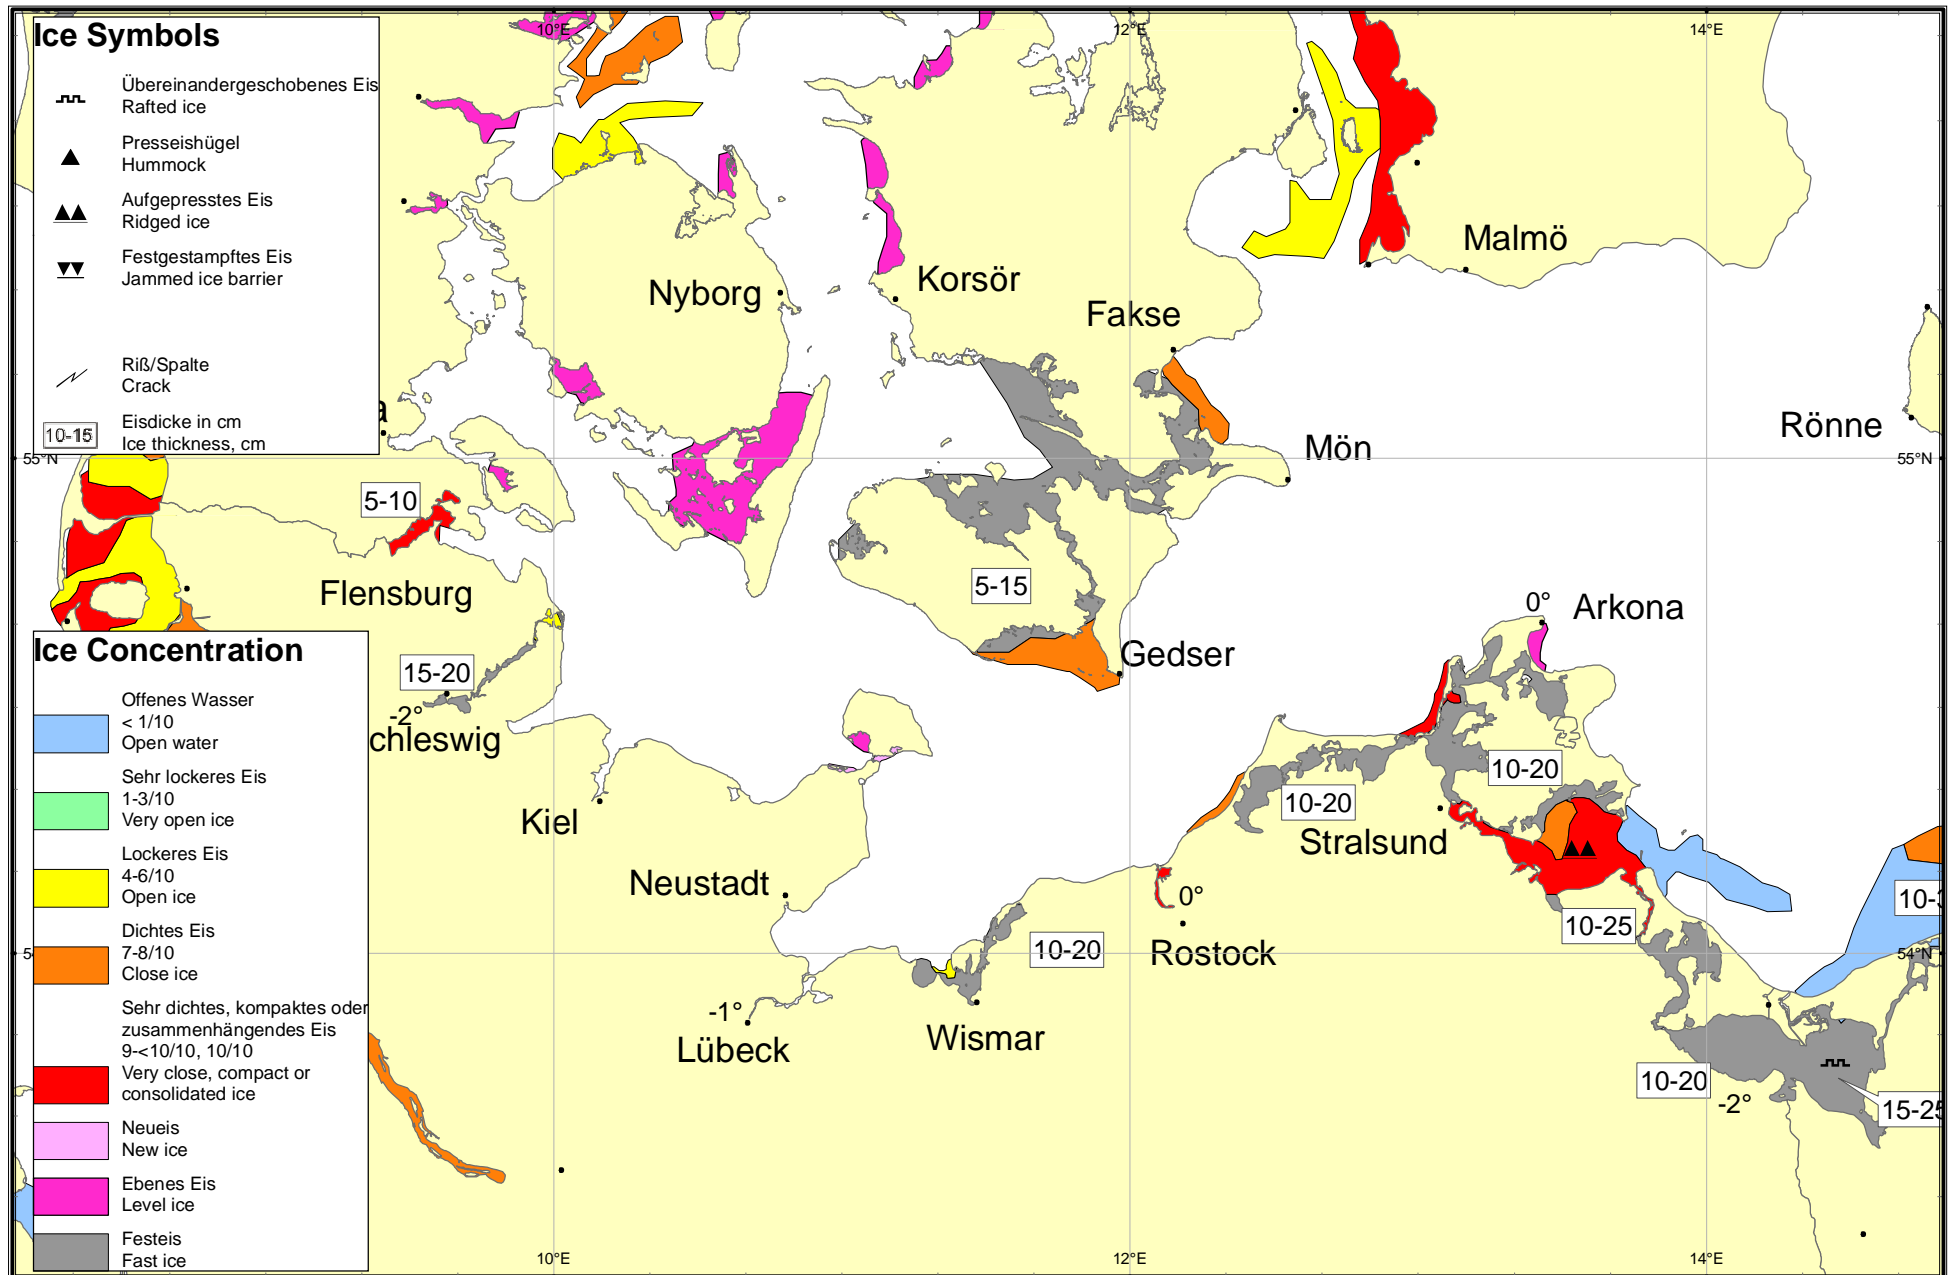 Ice Symbols
Übereinandergeschobenes Eis
Rafted ice
Presseishügel
Hummock
Aufgepresstes Eis
Ridged ice
Festgestampftes Eis
Jammed ice barrier
Riß/Spalte
Crack
10-15
Eisdicke in cm
Ice thickness, cm
10°E
12°E
14°E
Malmö
Nyborg
Korsör
Fakse
a
Rönne
Mön
55°N
55°N
5-10
Flensburg
5-15
0°
Arkona
Gedser
15-20
-2°
chleswig
Ice Concentration
Offenes Wasser
< 1/10
Open water
Sehr lockeres Eis
1-3/10
Very open ice
Lockeres Eis
4-6/10
Open ice
Dichtes Eis
7-8/10
Close ice
Sehr dichtes, kompaktes oder
zusammenhängendes Eis
9-<10/10, 10/10
Very close, compact or
consolidated ice
Neueis
New ice
Ebenes Eis
Level ice
Festeis
Fast ice
Kiel
10-20
10-20
Stralsund
Neustadt
0°
10-25
10-
Rostock
10-20
54°N
-1°
Lübeck
Wismar
10-20
-2°
15-25
10°E
12°E
14°E